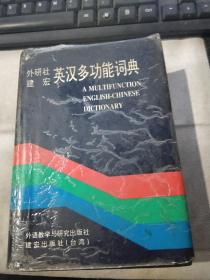 外研社
建宏
英汉多功能词典
A MULTIFUNCTION
ENGLISH-CHINESE
DICTIONARY
外语教学与研究出版社
建宏出版社(台湾)